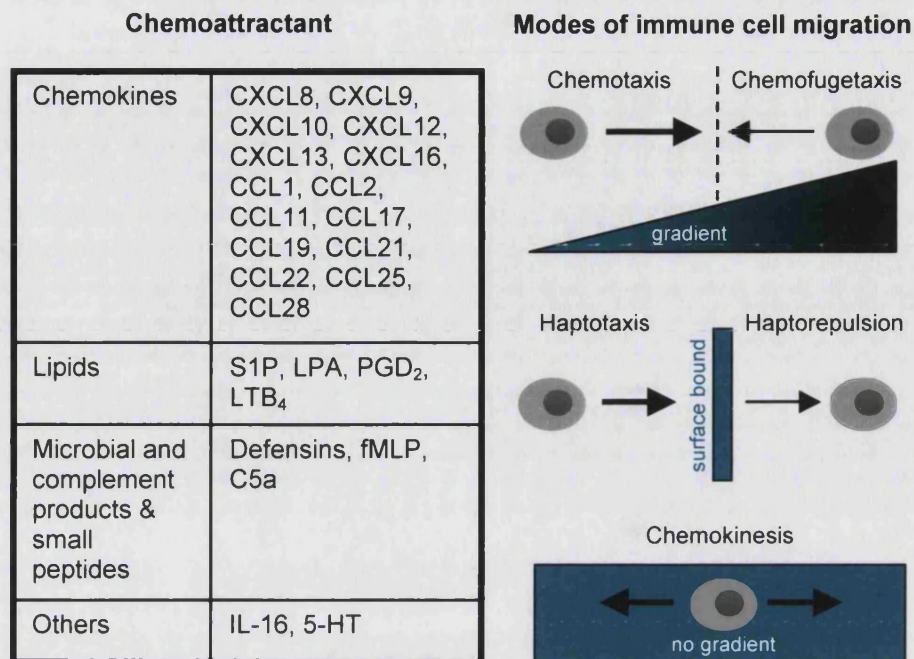 Chemoattractant
Chemokines
CXCL8, CXCL9,
CXCL10, CXCL12,
CXCL13, CXCL16,
CCL1, CCL2,
CCL11, CCL17,
CCL19, CCL21,
CCL22, CCL25,
CCL28
Lipids
S1P, LPA, PGD₂,
LTB₄
Microbial and
complement
products &
small
peptides
Defensins, fMLP,
C5a
Others
IL-16, 5-HT
Modes of immune cell migration
Chemotaxis
Chemofugetaxis
gradient
Haptotaxis
Haptorepulsion
surface bound
Chemokinesis
no gradient